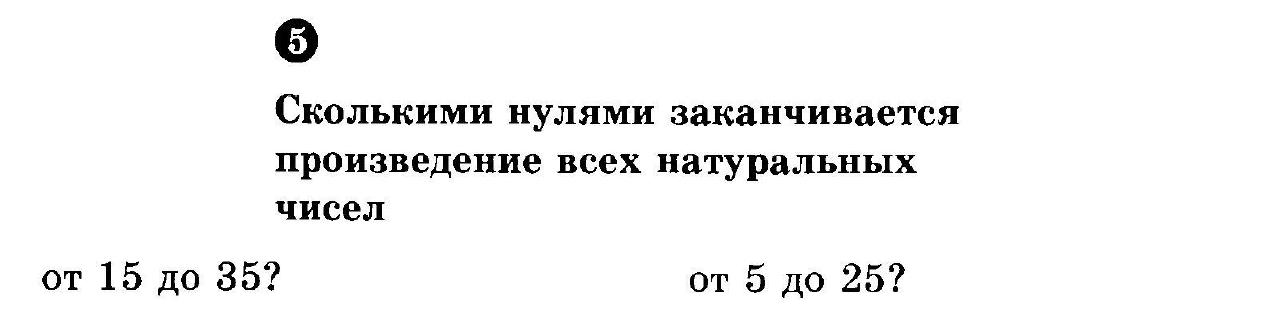 5
Сколькими нулями заканчивается
произведение всех натуральных
чисел
от 15 до 35?
от 5 до 25?